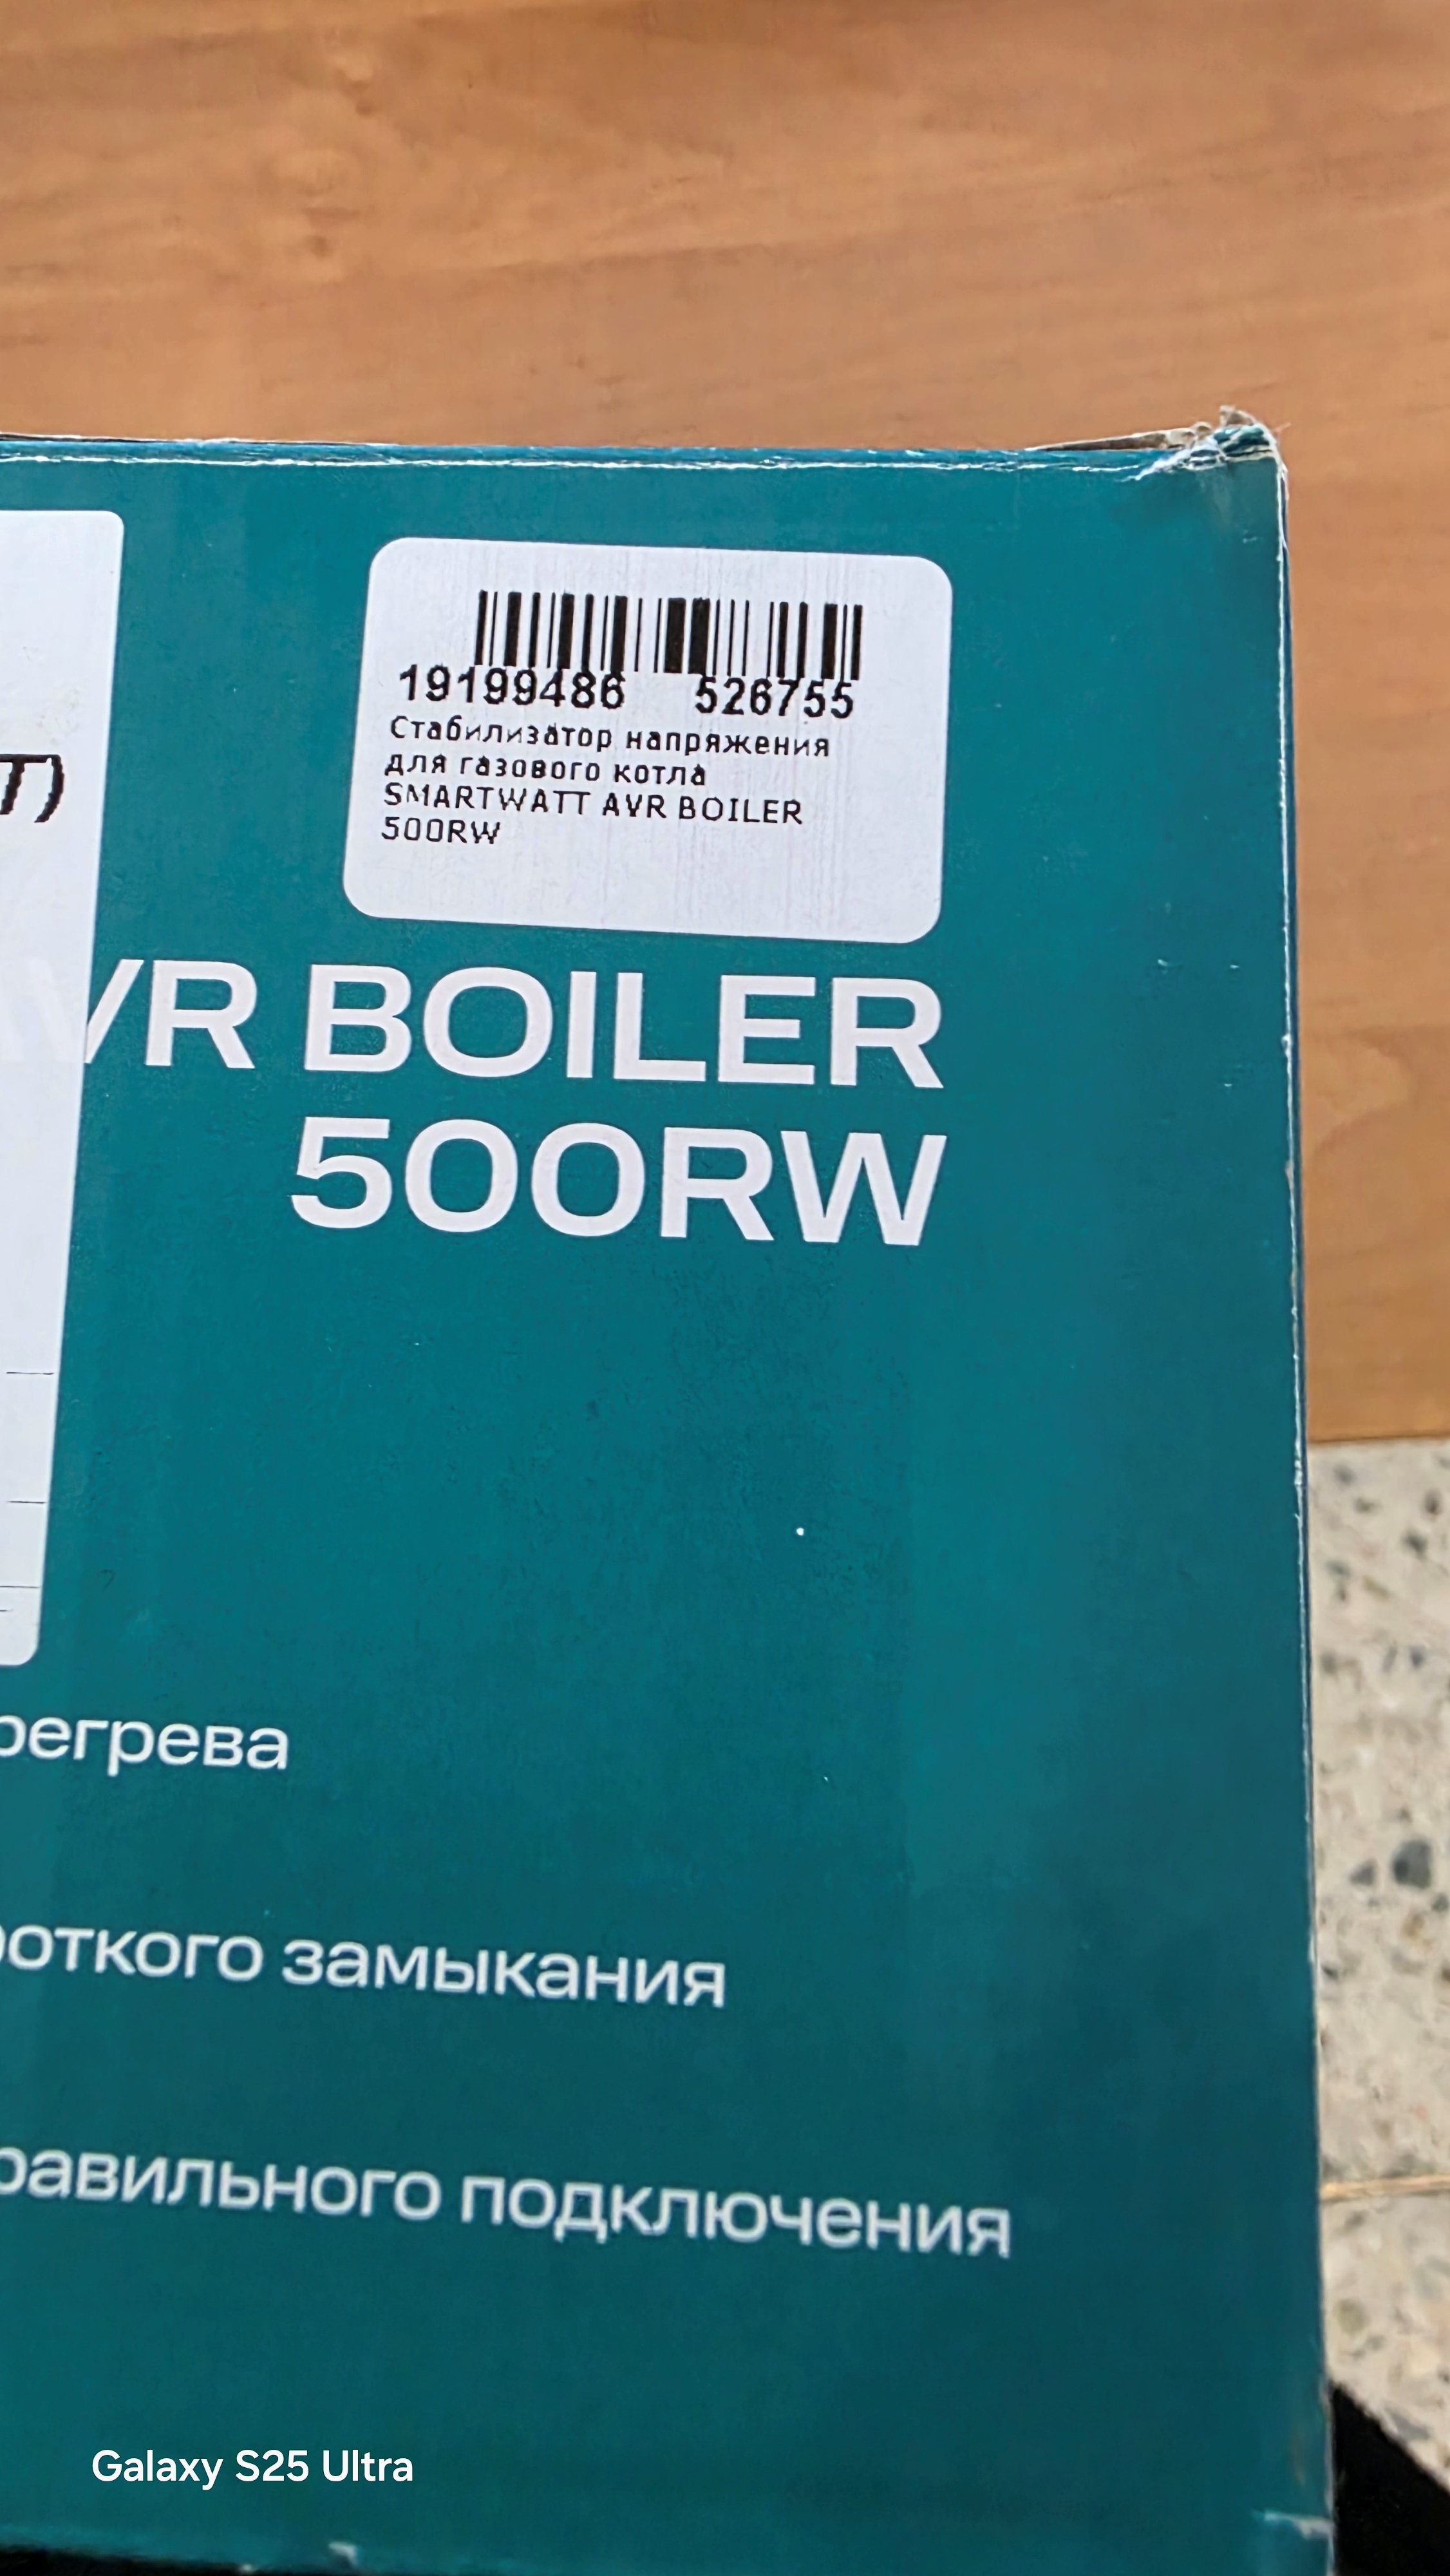 19199486 526755
Стабилизатор напряжения
для газового котла
SMARTWATT AVR BOILER
500RW
Т)
VR BOILER
500RW
регрева
роткого замыкания
равильного подключения
Galaxy S25 Ultra